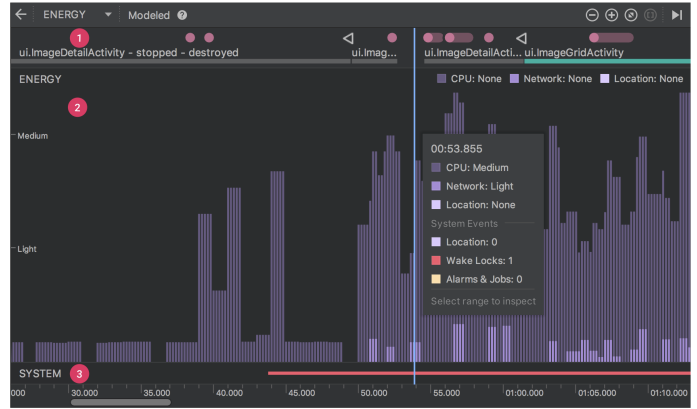 ENERGY Modeled ?
1
ui.ImageDetailActivity - stopped - destroyed ui.Imag... ui.ImageDetailActi... ui.ImageGridActivity
ENERGY CPU: None Network: None Location: None
2
Medium
00:53.855
CPU: Medium
Network: Light
Location: None
System Events
Light
Location: 0
Wake Locks: 1
Alarms & Jobs: 0
Select range to inspect
SYSTEM 3
000 30.000 35.000 40.000 45.000 50.000 55.000 01:00.000 01:05.000 01:10.000